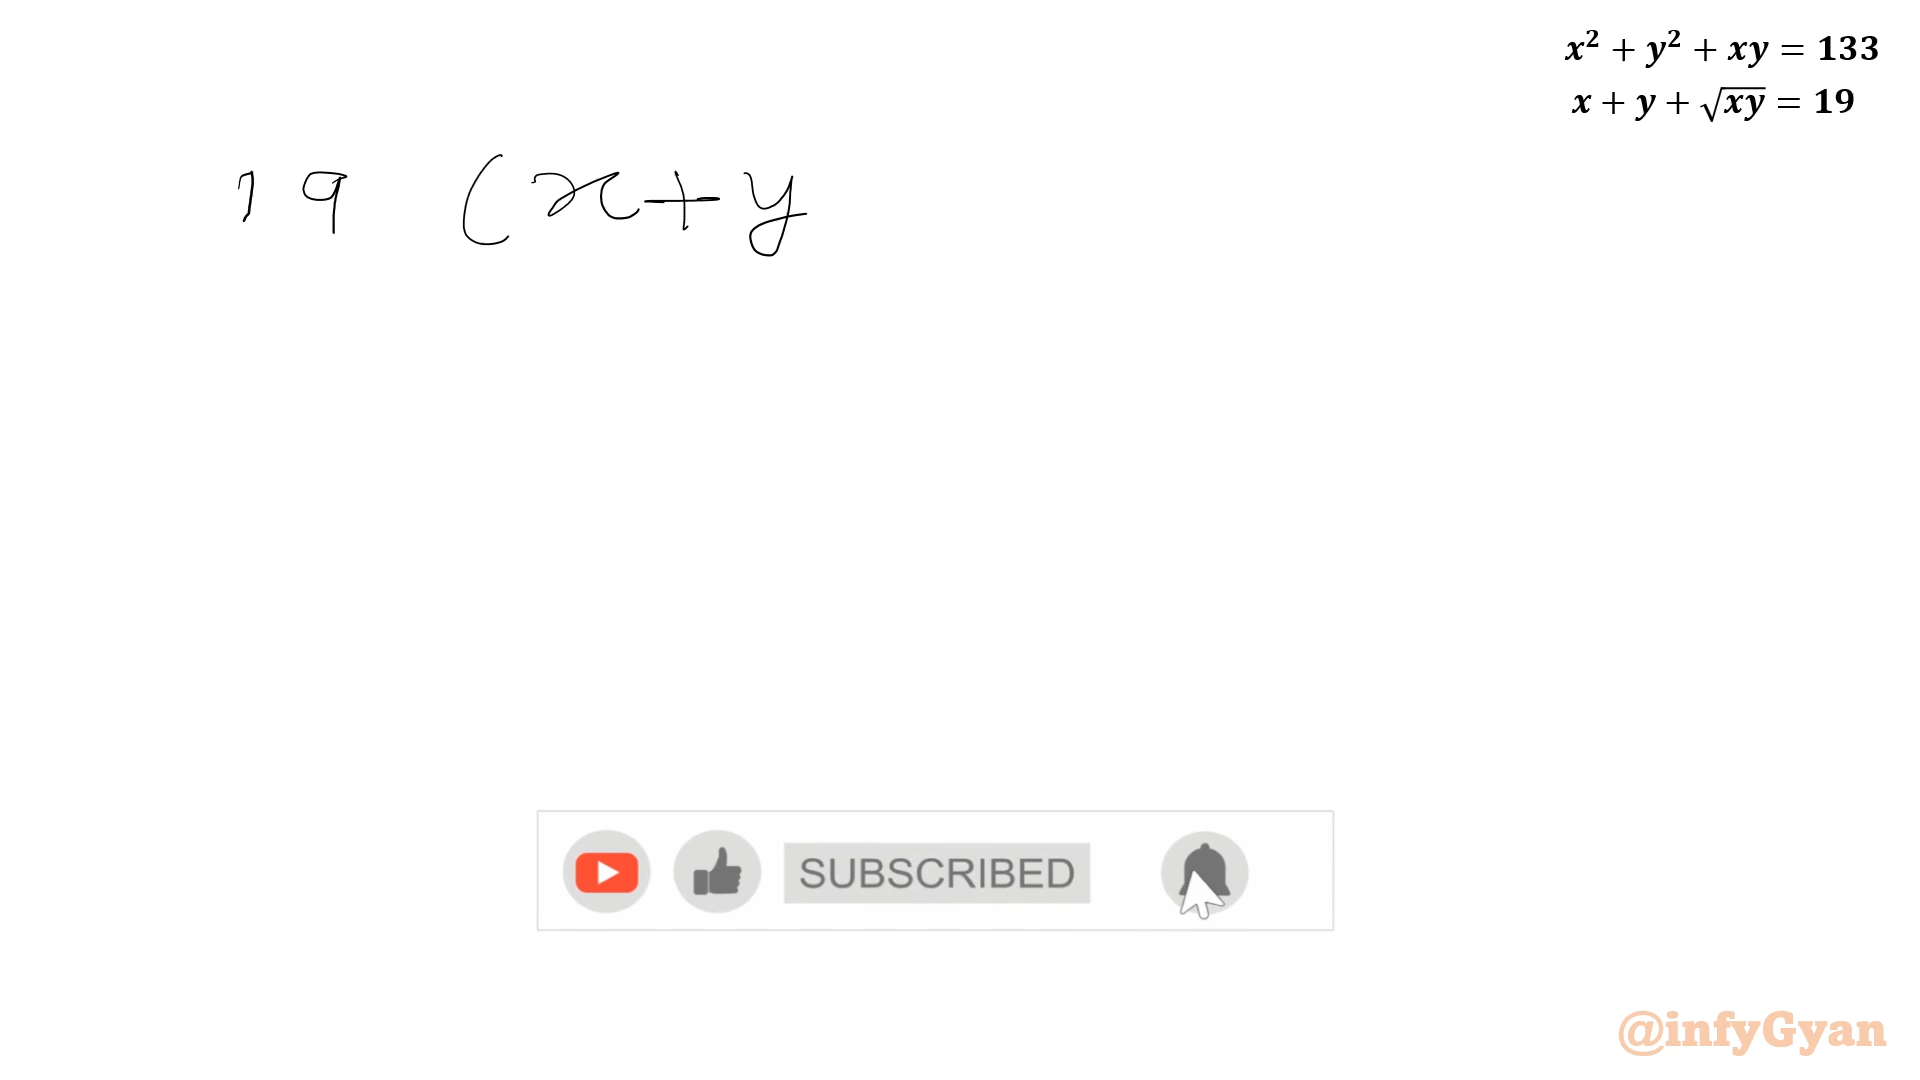 x² + y² + xy = 133
x + y + √xy = 19
19 (x+y
SUBSCRIBED
@infyGyan